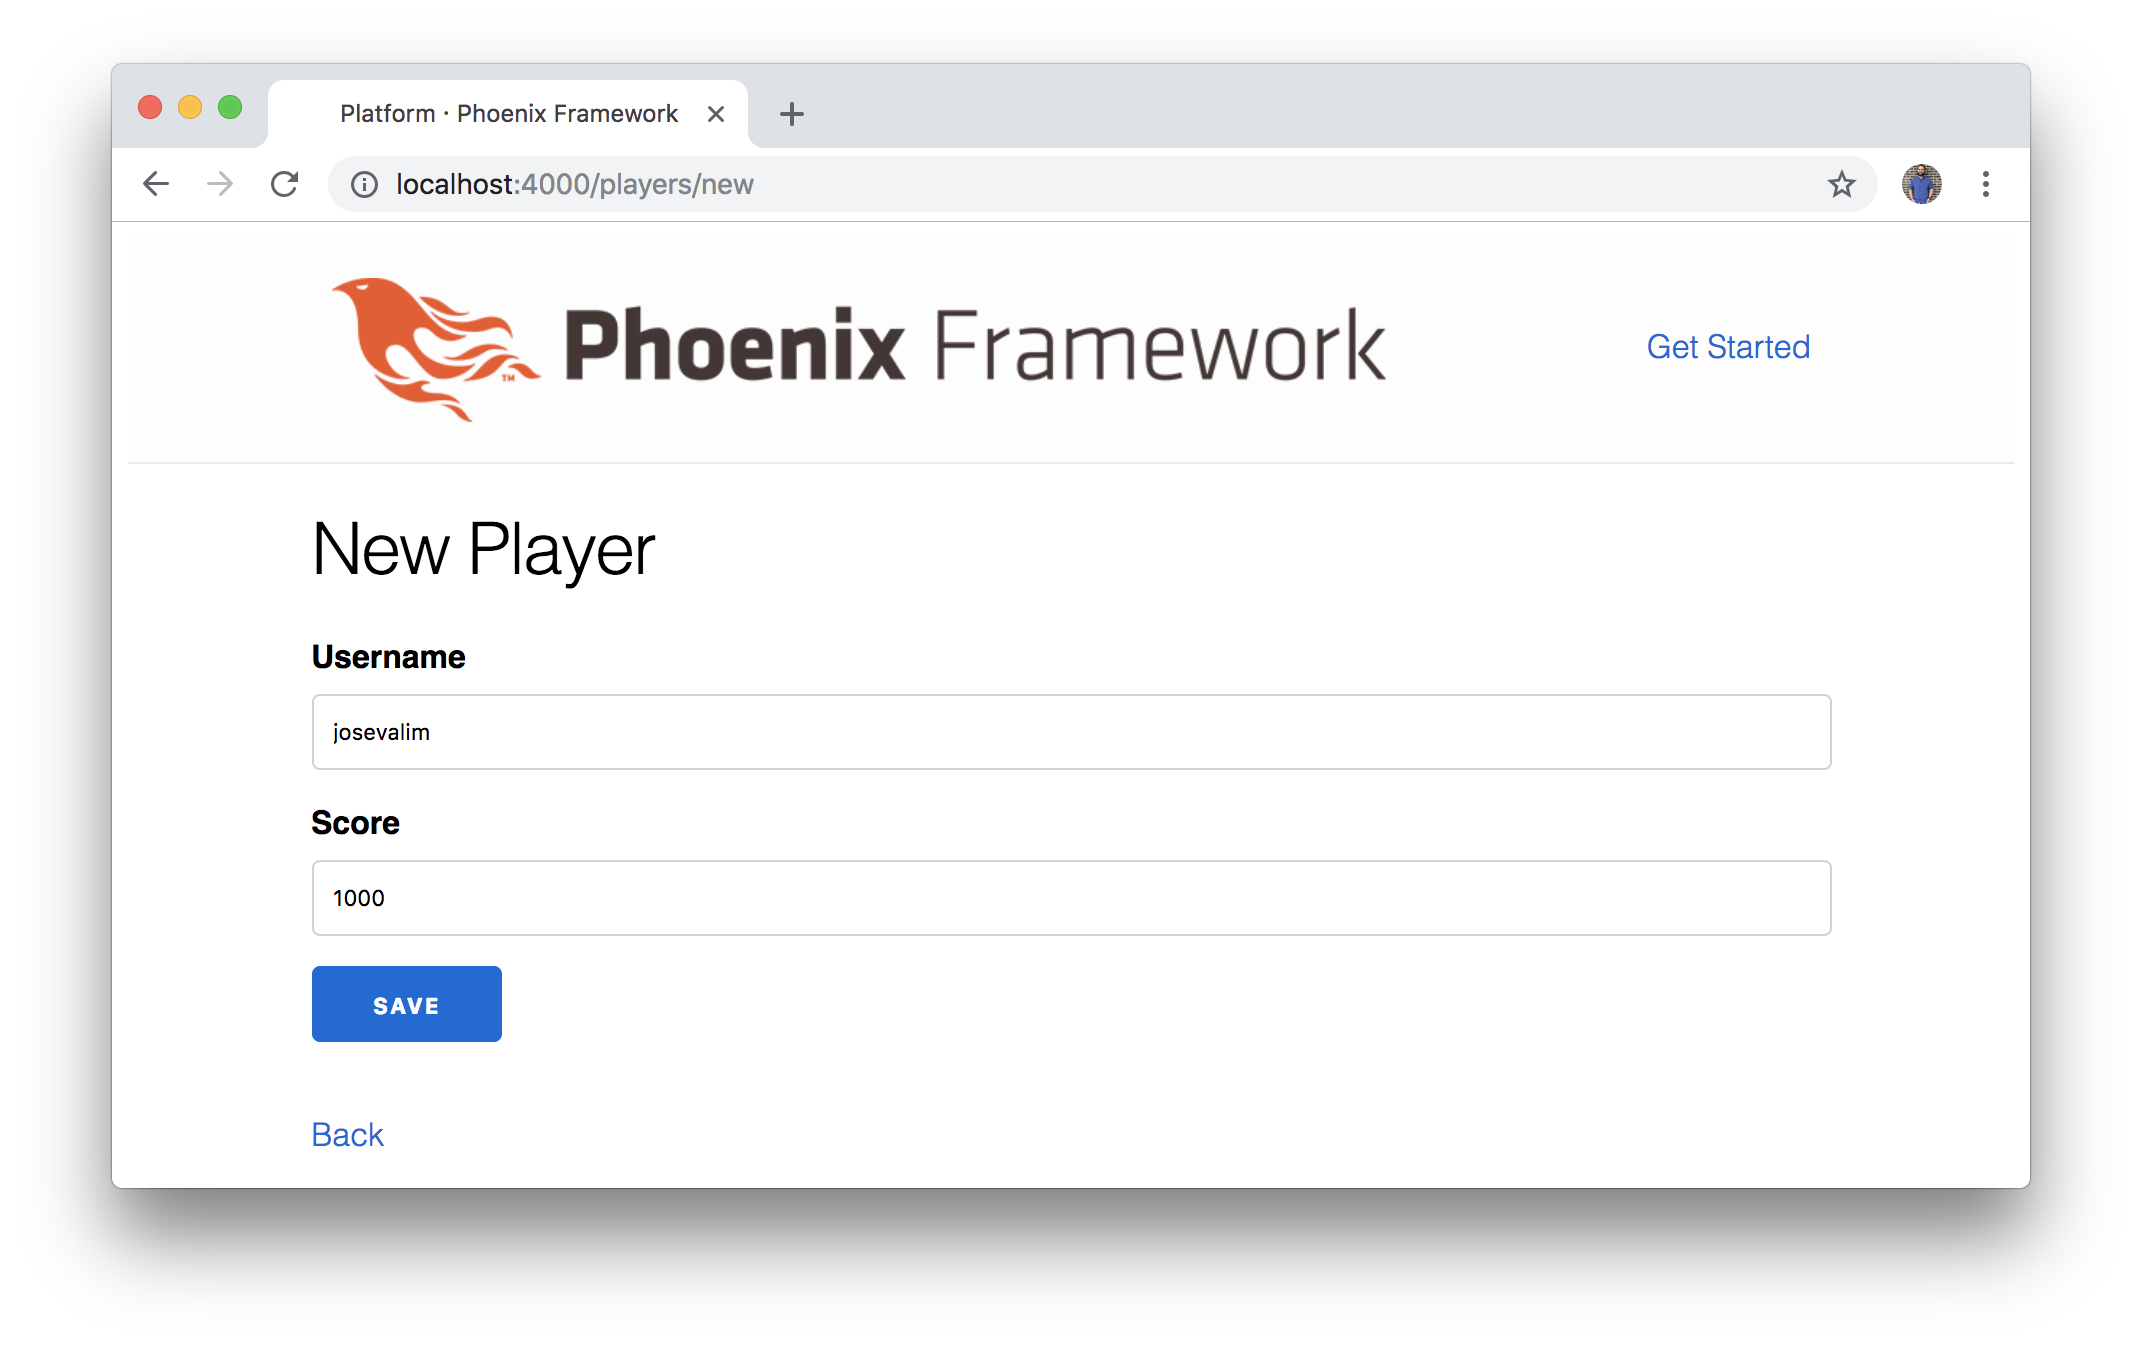 Platform · Phoenix Framework
localhost:4000/players/new
Phoenix Framework
TM
Get Started
New Player
Username
josevalim
Score
1000
SAVE
Back